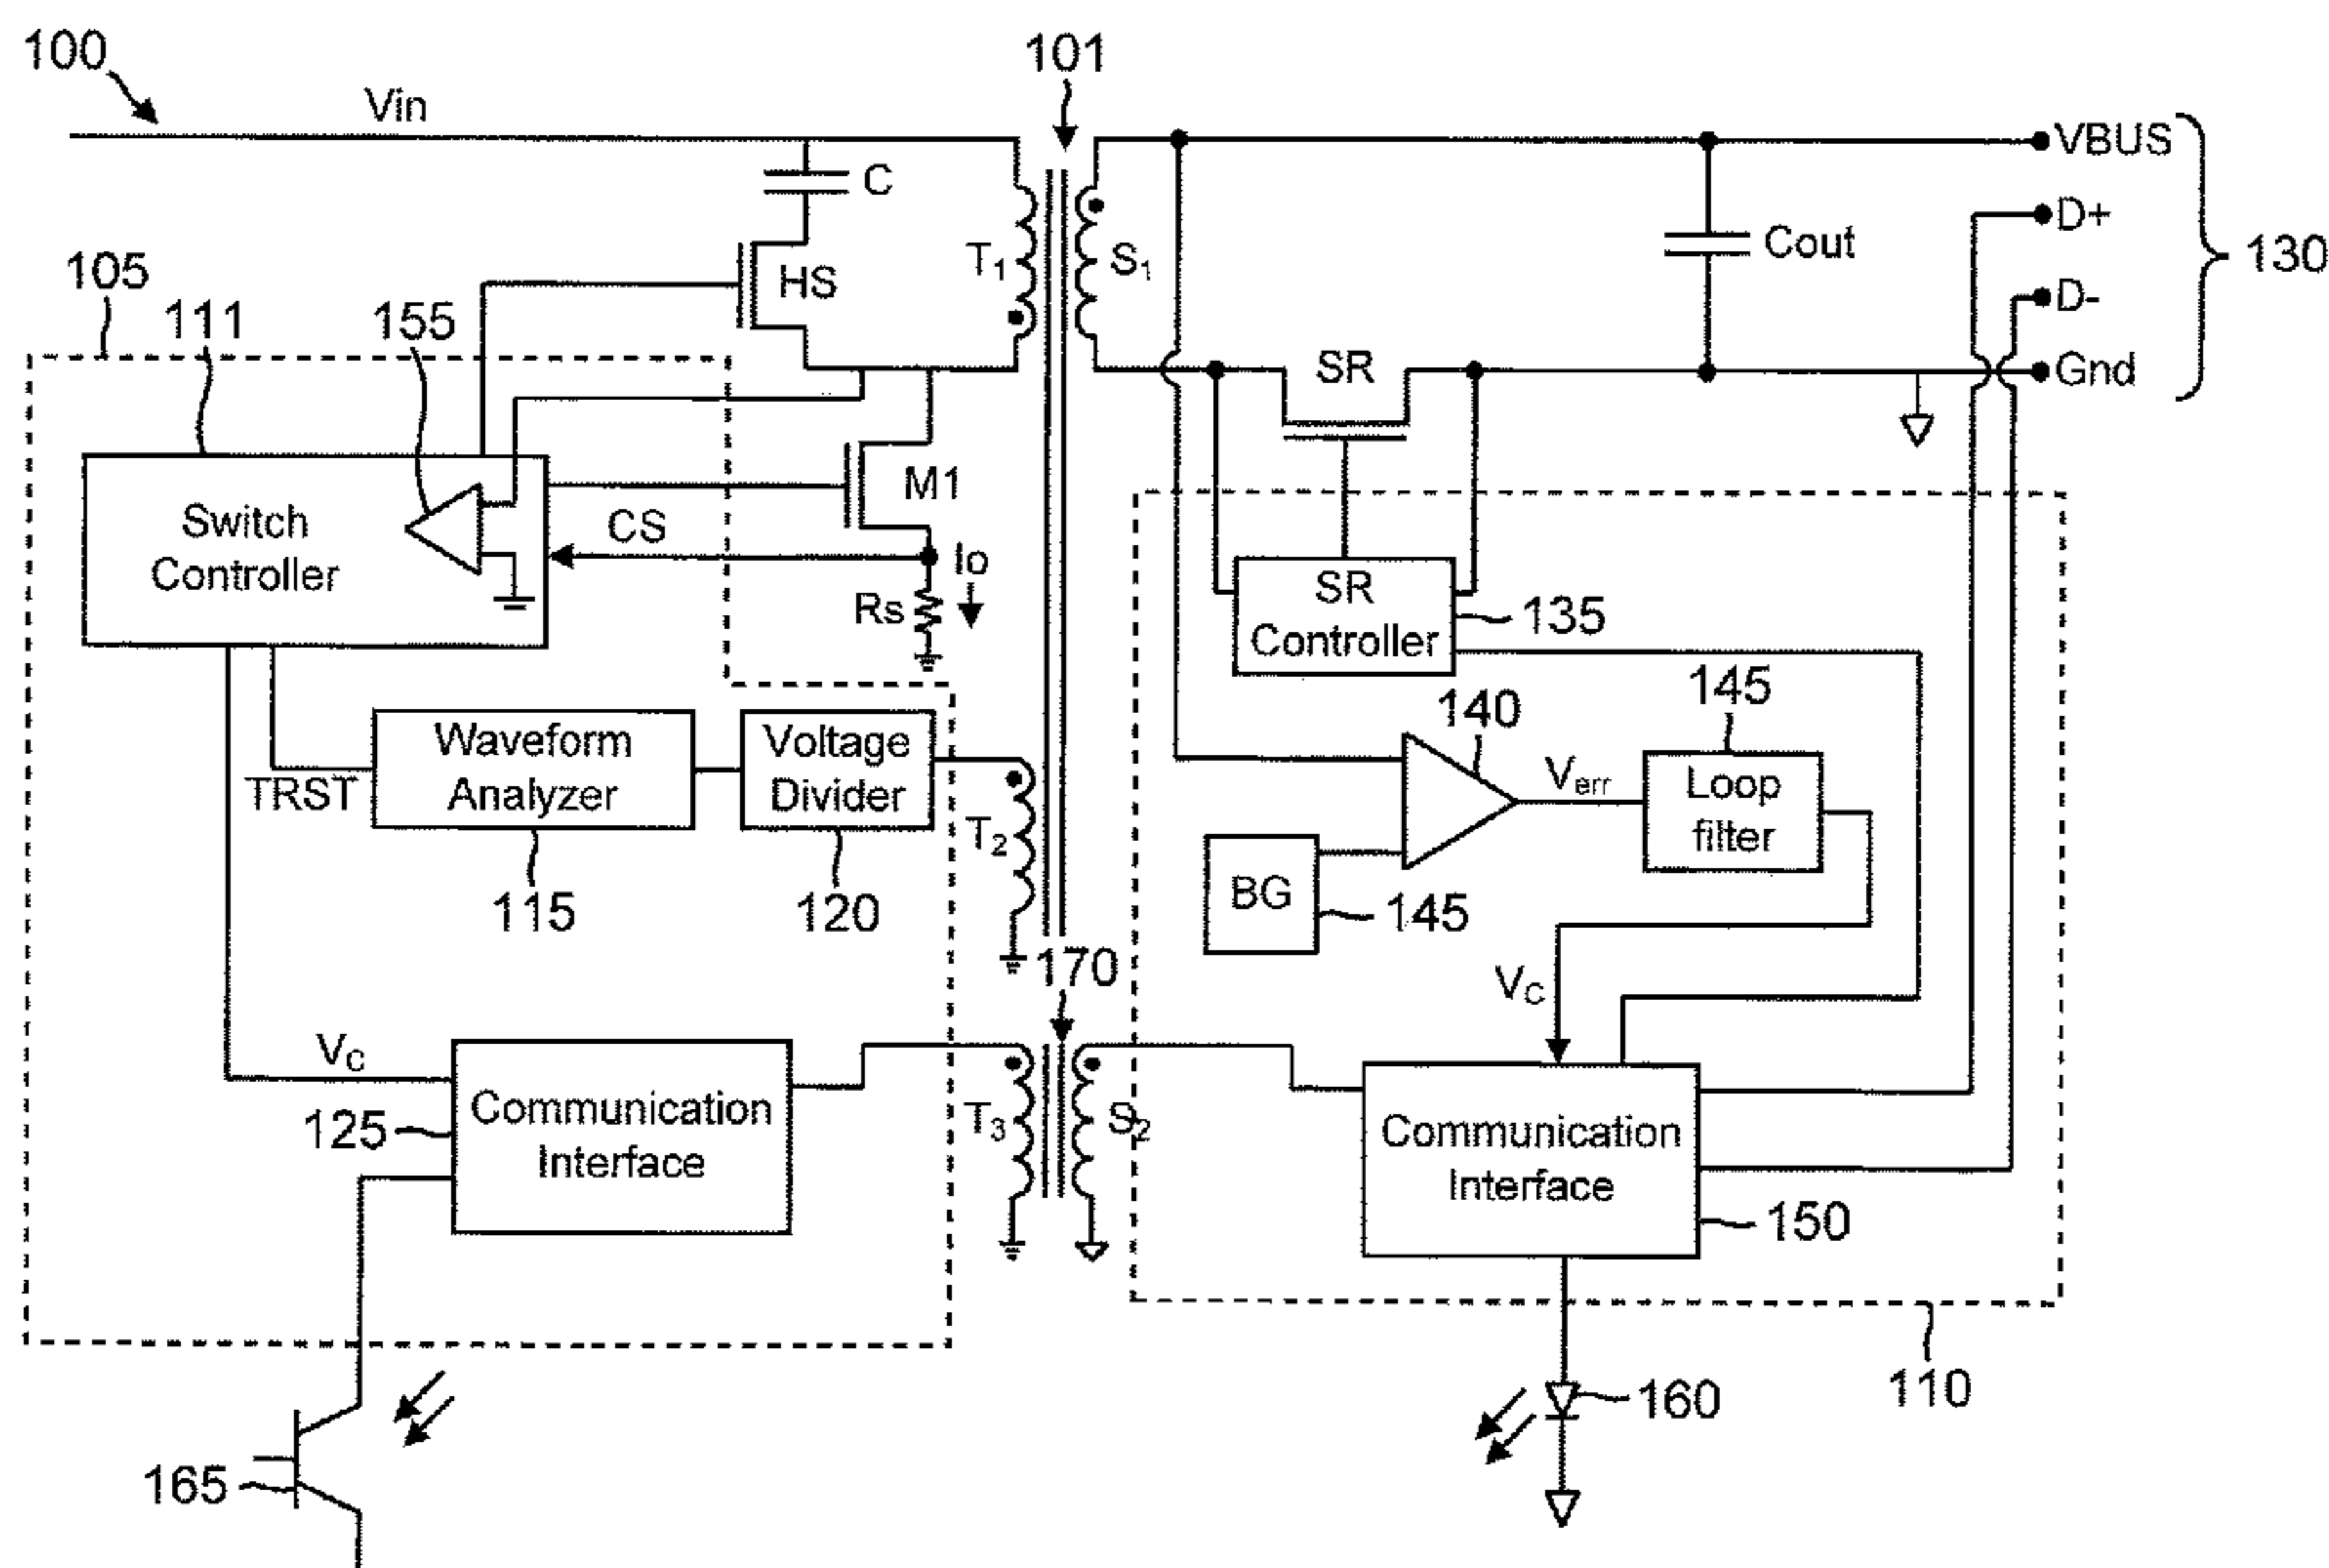 100
Vin
101
VBUS
C
D+
HS
T1
S1
Cout
130
105
111
155
D-
SR
Gnd
M1
Switch
Controller
CS
Io
Rs
SR
Controller
135
145
140
Waveform
Analyzer
Voltage
Divider
Verr
Loop
filter
TRST
T2
115
120
BG
145
170
VC
VC
125
Communication
Interface
T3
S2
Communication
Interface
150
160
110
165